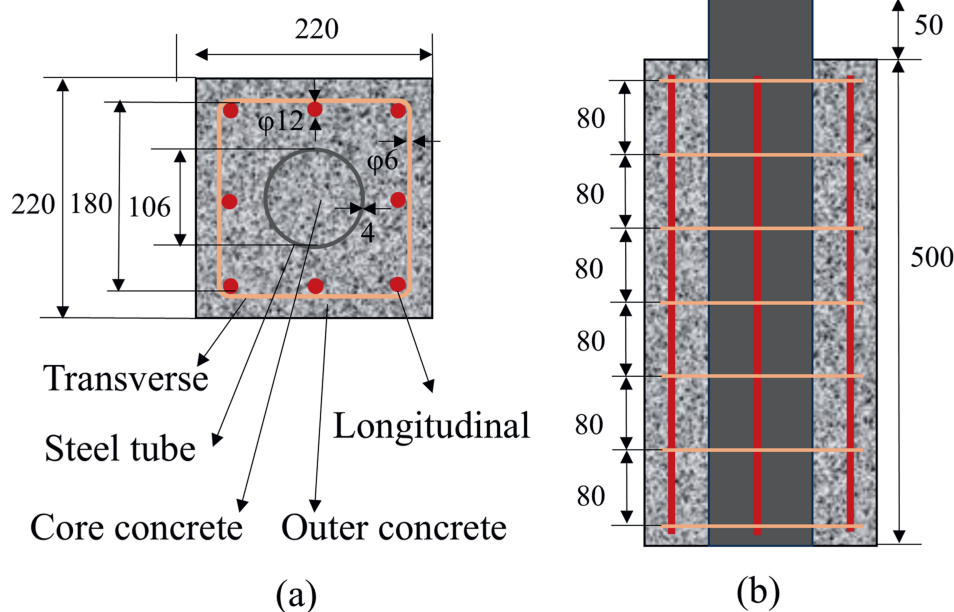 220
φ12
φ6
220
180
106
4
Transverse
Longitudinal
Steel tube
Core concrete
Outer concrete
(a)
50
80
80
80
80
80
80
500
(b)